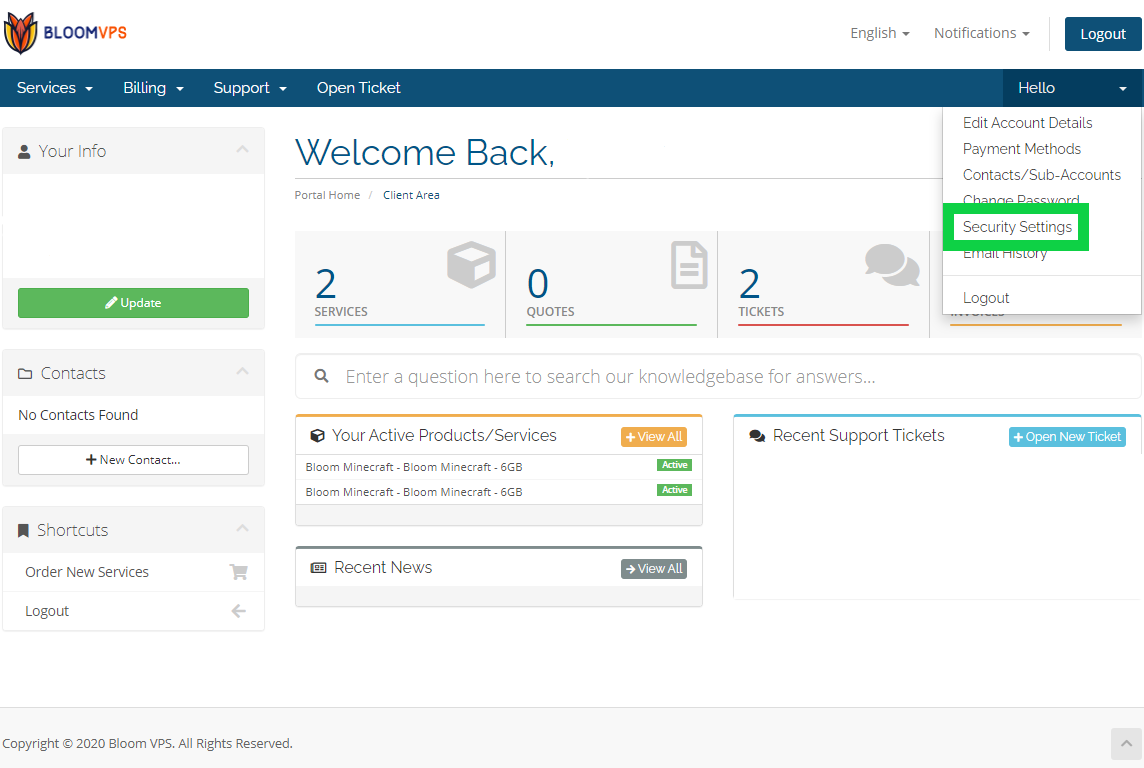 BLOOMVPS
English
Notifications
Logout
Services
Billing
Support
Open Ticket
Hello
Edit Account Details
Payment Methods
Contacts/Sub-Accounts
Change Password
Security Settings
Email History
Logout
Your Info
Update
Contacts
No Contacts Found
New Contact...
Shortcuts
Order New Services
Logout
Welcome Back,
Portal Home / Client Area
2
SERVICES
0
QUOTES
2
TICKETS
INVOICES
Enter a question here to search our knowledgebase for answers...
Your Active Products/Services
View All
Bloom Minecraft - Bloom Minecraft - 6GB
Active
Bloom Minecraft - Bloom Minecraft - 6GB
Active
Recent News
View All
Recent Support Tickets
Open New Ticket
Copyright © 2020 Bloom VPS. All Rights Reserved.